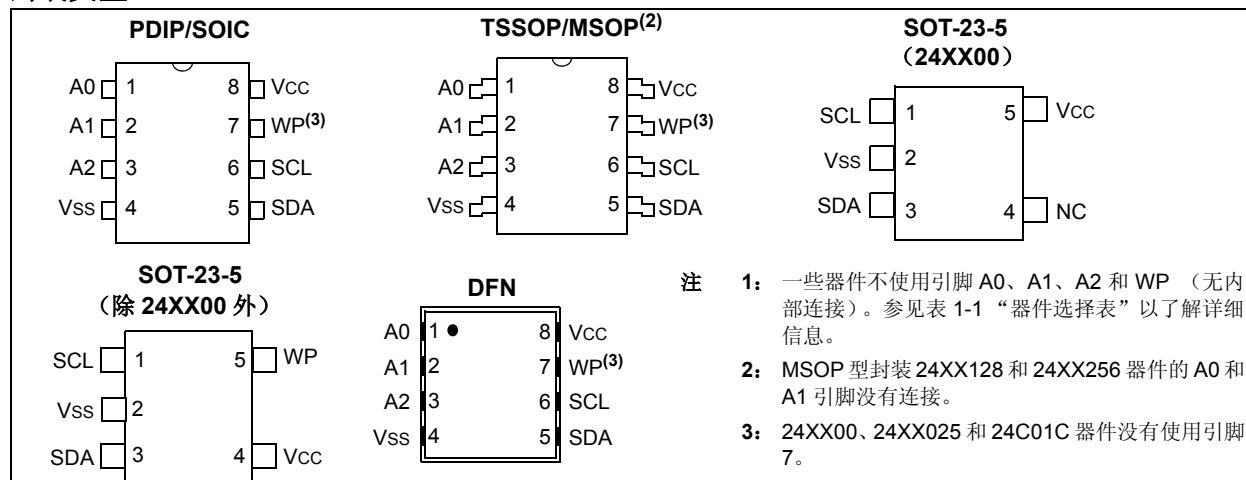 PDIP/SOIC
A0 1 8 VCC
A1 2 7 WP(3)
A2 3 6 SCL
VSS 4 5 SDA
TSSOP/MSOP(2)
A0 1 8 VCC
A1 2 7 WP(3)
A2 3 6 SCL
VSS 4 5 SDA
SOT-23-5
（24XX00）
SCL 1 5 VCC
VSS 2
SDA 3 4 NC
SOT-23-5
（除 24XX00 外）
SCL 1 5 WP
VSS 2
SDA 3 4 VCC
DFN
A0 1 8 VCC
A1 2 7 WP(3)
A2 3 6 SCL
VSS 4 5 SDA
注 1： 一些器件不使用引脚 A0、A1、A2 和 WP （无内
部连接）。参见表 1-1 “器件选择表”以了解详细
信息。
2： MSOP 型封装 24XX128 和 24XX256 器件的 A0 和
A1 引脚没有连接。
3： 24XX00、24XX025 和 24C01C 器件没有使用引脚
7。